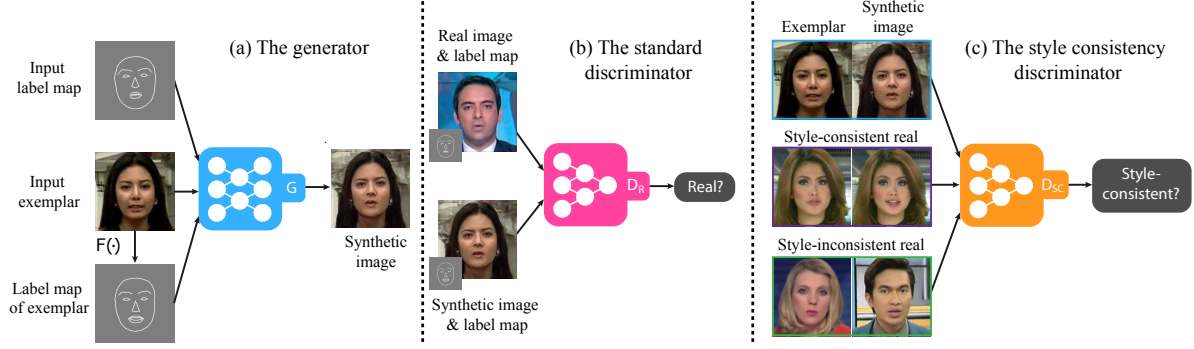 (a) The generator
Input
label map
Input
exemplar
F(·)
Label map
of exemplar
G
Synthetic
image
Real image
& label map
(b) The standard
discriminator
D_R
Real?
Synthetic image
& label map
Exemplar
Synthetic
image
(c) The style consistency
discriminator
Style-consistent real
D_SC
Style-
consistent?
Style-inconsistent real